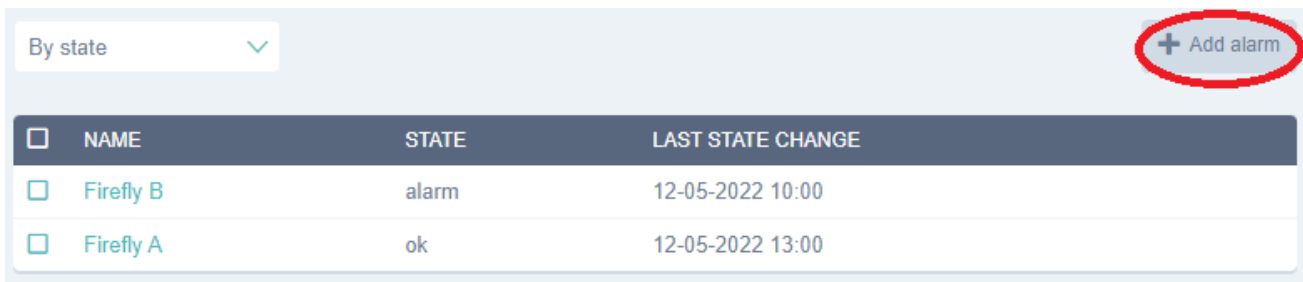 By state
Add alarm
NAME STATE LAST STATE CHANGE
Firefly B alarm 12-05-2022 10:00
Firefly A ok 12-05-2022 13:00